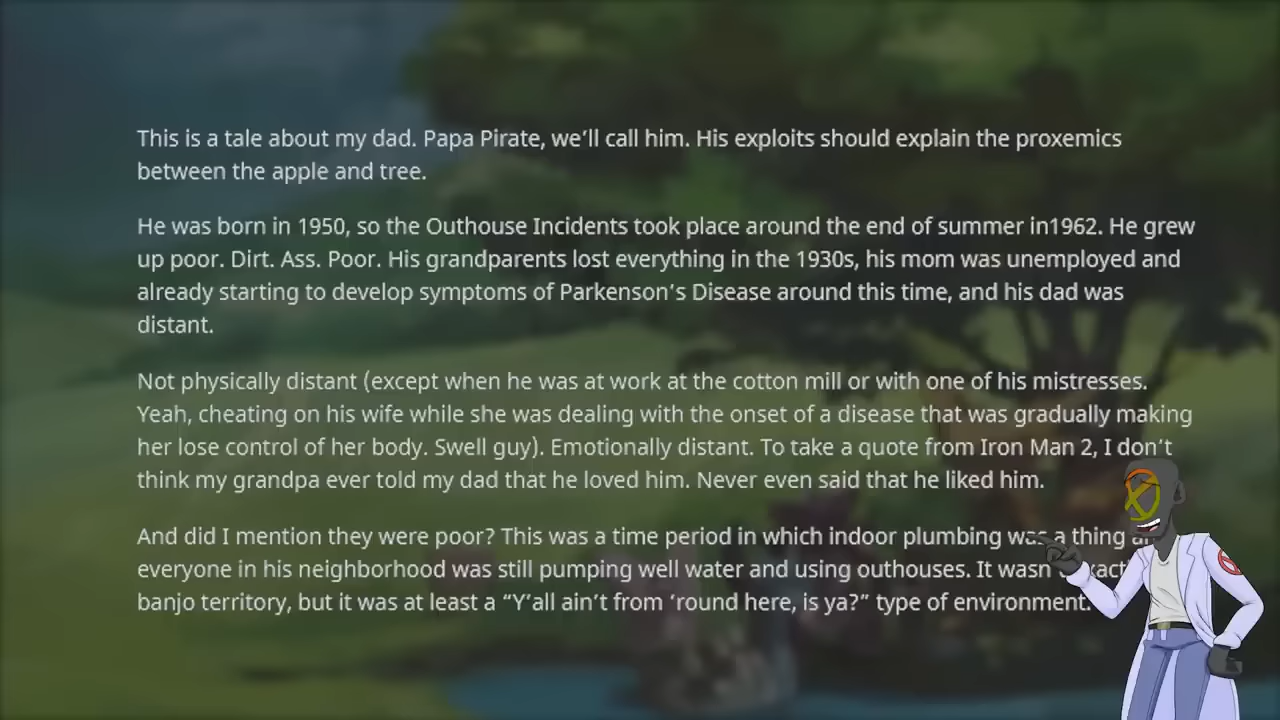 This is a tale about my dad. Papa Pirate, we’ll call him. His exploits should explain the proxemics
between the apple and tree.
He was born in 1950, so the Outhouse Incidents took place around the end of summer in1962. He grew
up poor. Dirt. Ass. Poor. His grandparents lost everything in the 1930s, his mom was unemployed and
already starting to develop symptoms of Parkenson’s Disease around this time, and his dad was
distant.
Not physically distant (except when he was at work at the cotton mill or with one of his mistresses.
Yeah, cheating on his wife while she was dealing with the onset of a disease that was gradually making
her lose control of her body. Swell guy). Emotionally distant. To take a quote from Iron Man 2, I don’t
think my grandpa ever told my dad that he loved him. Never even said that he liked him.
And did I mention they were poor? This was a time period in which indoor plumbing was a thing
everyone in his neighborhood was still pumping well water and using outhouses. It
banjo territory, but it was at least a “Y’all ain’t from ‘round here, is ya?” type of environment.